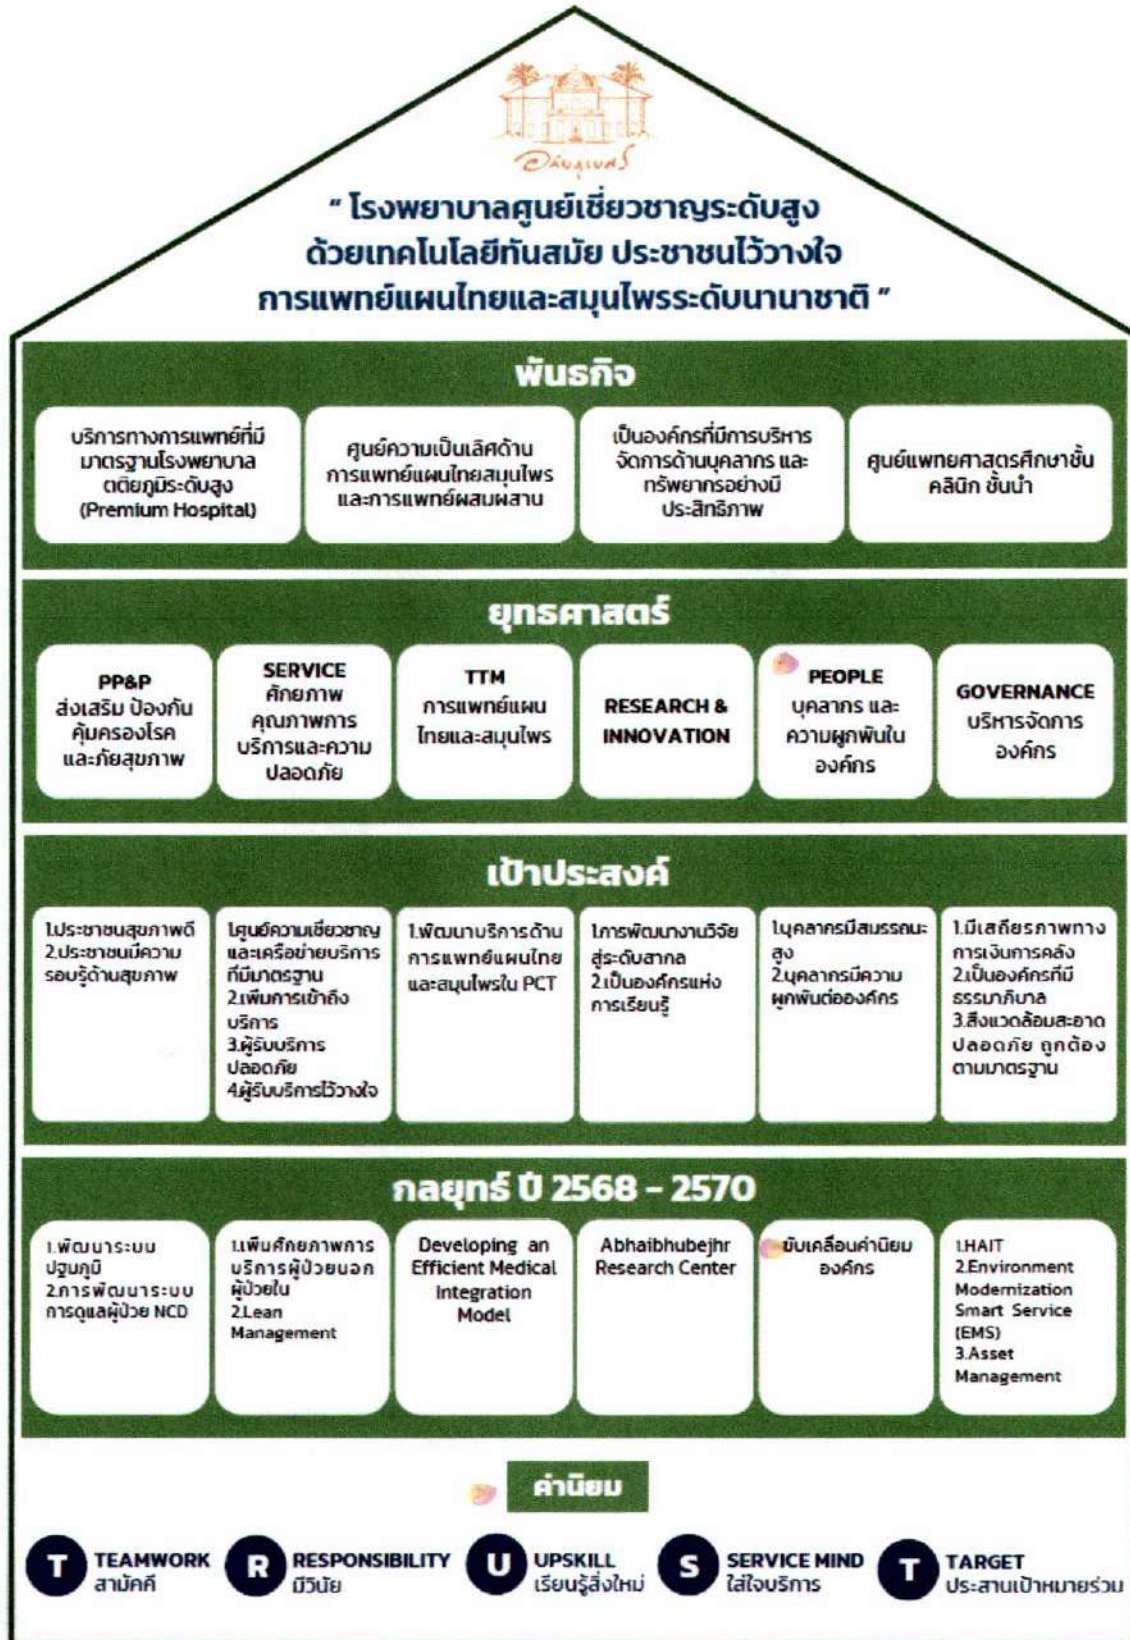 อภัยภูเบศร
“ โรงพยาบาลศูนย์เชี่ยวชาญระดับสูง
ด้วยเทคโนโลยีทันสมัย ประชาชนไว้วางใจ
การแพทย์แผนไทยและสมุนไพรระดับนานาชาติ ”
พันธกิจ
บริการทางการแพทย์ที่มี
มาตรฐานโรงพยาบาล
ตติยภูมิระดับสูง
(Premium Hospital)
ศูนย์ความเป็นเลิศด้าน
การแพทย์แผนไทยสมุนไพร
และการแพทย์ผสมผสาน
เป็นองค์กรที่มีการบริหาร
จัดการด้านบุคลากร และ
ทรัพยากรอย่างมี
ประสิทธิภาพ
ศูนย์แพทยศาสตรศึกษาชั้น
คลินิก ชั้นนำ
ยุทธศาสตร์
PP&P
ส่งเสริม ป้องกัน
คุ้มครองโรค
และภัยสุขภาพ
SERVICE
ศักยภาพ
คุณภาพการ
บริการและความ
ปลอดภัย
TTM
การแพทย์แผน
ไทยและสมุนไพร
RESEARCH &
INNOVATION
PEOPLE
บุคลากร และ
ความผูกพันใน
องค์กร
GOVERNANCE
บริหารจัดการ
องค์กร
เป้าประสงค์
1.ประชาชนสุขภาพดี
2.ประชาชนมีความ
รอบรู้ด้านสุขภาพ
1.ศูนย์ความเชี่ยวชาญ
และเครือข่ายบริการ
ที่มีมาตรฐาน
2.เพิ่มการเข้าถึง
บริการ
3.ผู้รับบริการ
ปลอดภัย
4.ผู้รับบริการไว้วางใจ
1.พัฒนาบริการด้าน
การแพทย์แผนไทย
และสมุนไพรใน PCT
1.การพัฒนางานวิจัย
สู่ระดับสากล
2.เป็นองค์กรแห่ง
การเรียนรู้
1.บุคลากรมีสมรรถนะ
สูง
2.บุคลากรมีความ
ผูกพันต่อองค์กร
1.มีเสถียรภาพทาง
การเงินการคลัง
2.เป็นองค์กรที่มี
ธรรมาภิบาล
3.สิ่งแวดล้อมสะอาด
ปลอดภัย ถูกต้อง
ตามมาตรฐาน
กลยุทธ์ ปี 2568 - 2570
1.พัฒนาระบบ
ปฐมภูมิ
2.การพัฒนาระบบ
การดูแลผู้ป่วย NCD
1.เพิ่มศักยภาพการ
บริการผู้ป่วยนอก
ผู้ป่วยใน
2.Lean
Management
Developing an
Efficient Medical
Integration
Model
Abhaibhubejhr
Research Center
ขับเคลื่อนค่านิยม
องค์กร
1.HAIT
2.Environment
Modernization
Smart Service
(EMS)
3.Asset
Management
ค่านิยม
T TEAMWORK
สามัคคี
R RESPONSIBILITY
มีวินัย
U UPSKILL
เรียนรู้สิ่งใหม่
S SERVICE MIND
ใส่ใจบริการ
T TARGET
ประสานเป้าหมายร่วม